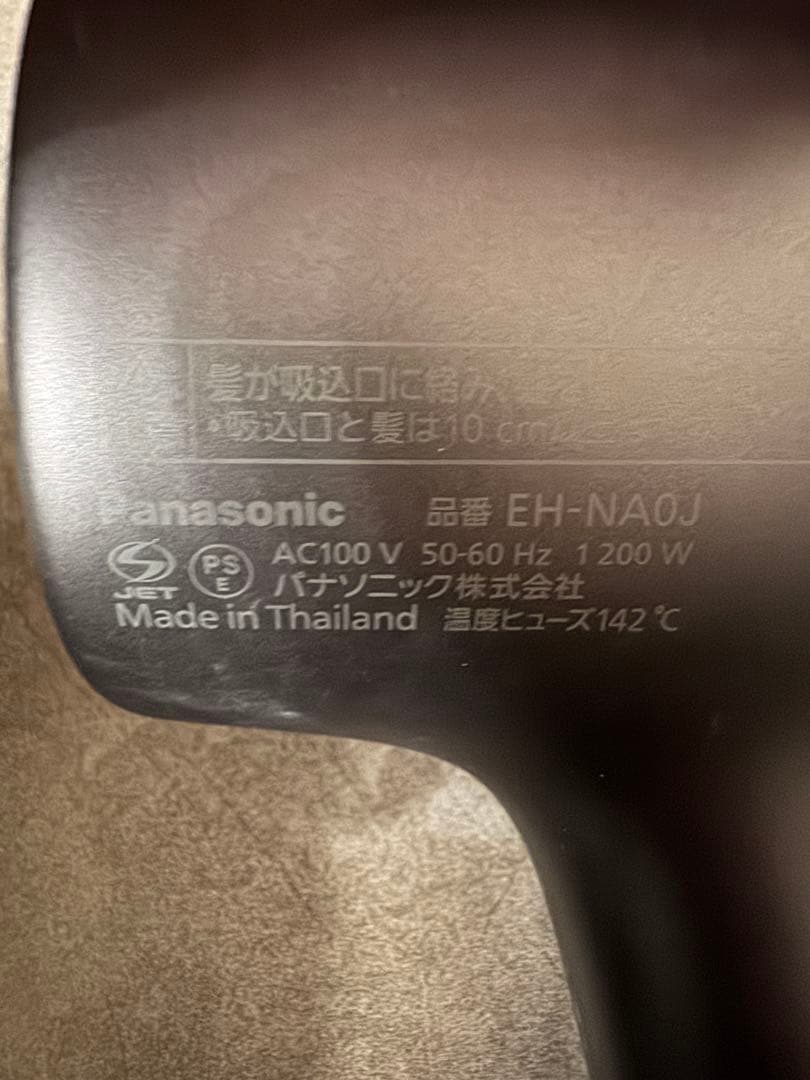 髪が吸込口に絡み
•吸込口と髪は10 cm
Panasonic 品番 EH-NA0J
S JET PS E AC100 V 50-60 Hz 1 200 W
パナソニック株式会社
Made in Thailand 温度ヒューズ142 ℃